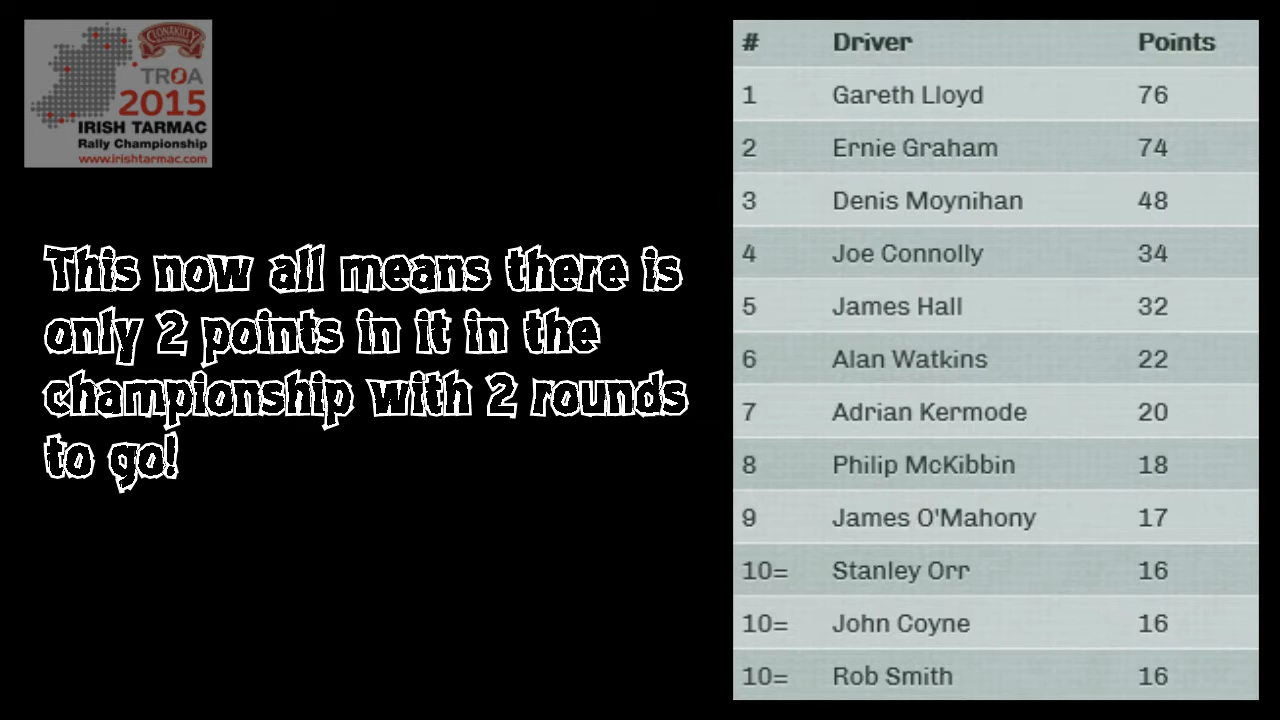 CLONAKILTY
TROA
2015
IRISH TARMAC
Rally Championship
www.irishtarmac.com
This now all means there is
only 2 points in it in the
championship with 2 rounds
to go!
# Driver Points
1 Gareth Lloyd 76
2 Ernie Graham 74
3 Denis Moynihan 48
4 Joe Connolly 34
5 James Hall 32
6 Alan Watkins 22
7 Adrian Kermode 20
8 Philip McKibbin 18
9 James O'Mahony 17
10= Stanley Orr 16
10= John Coyne 16
10= Rob Smith 16